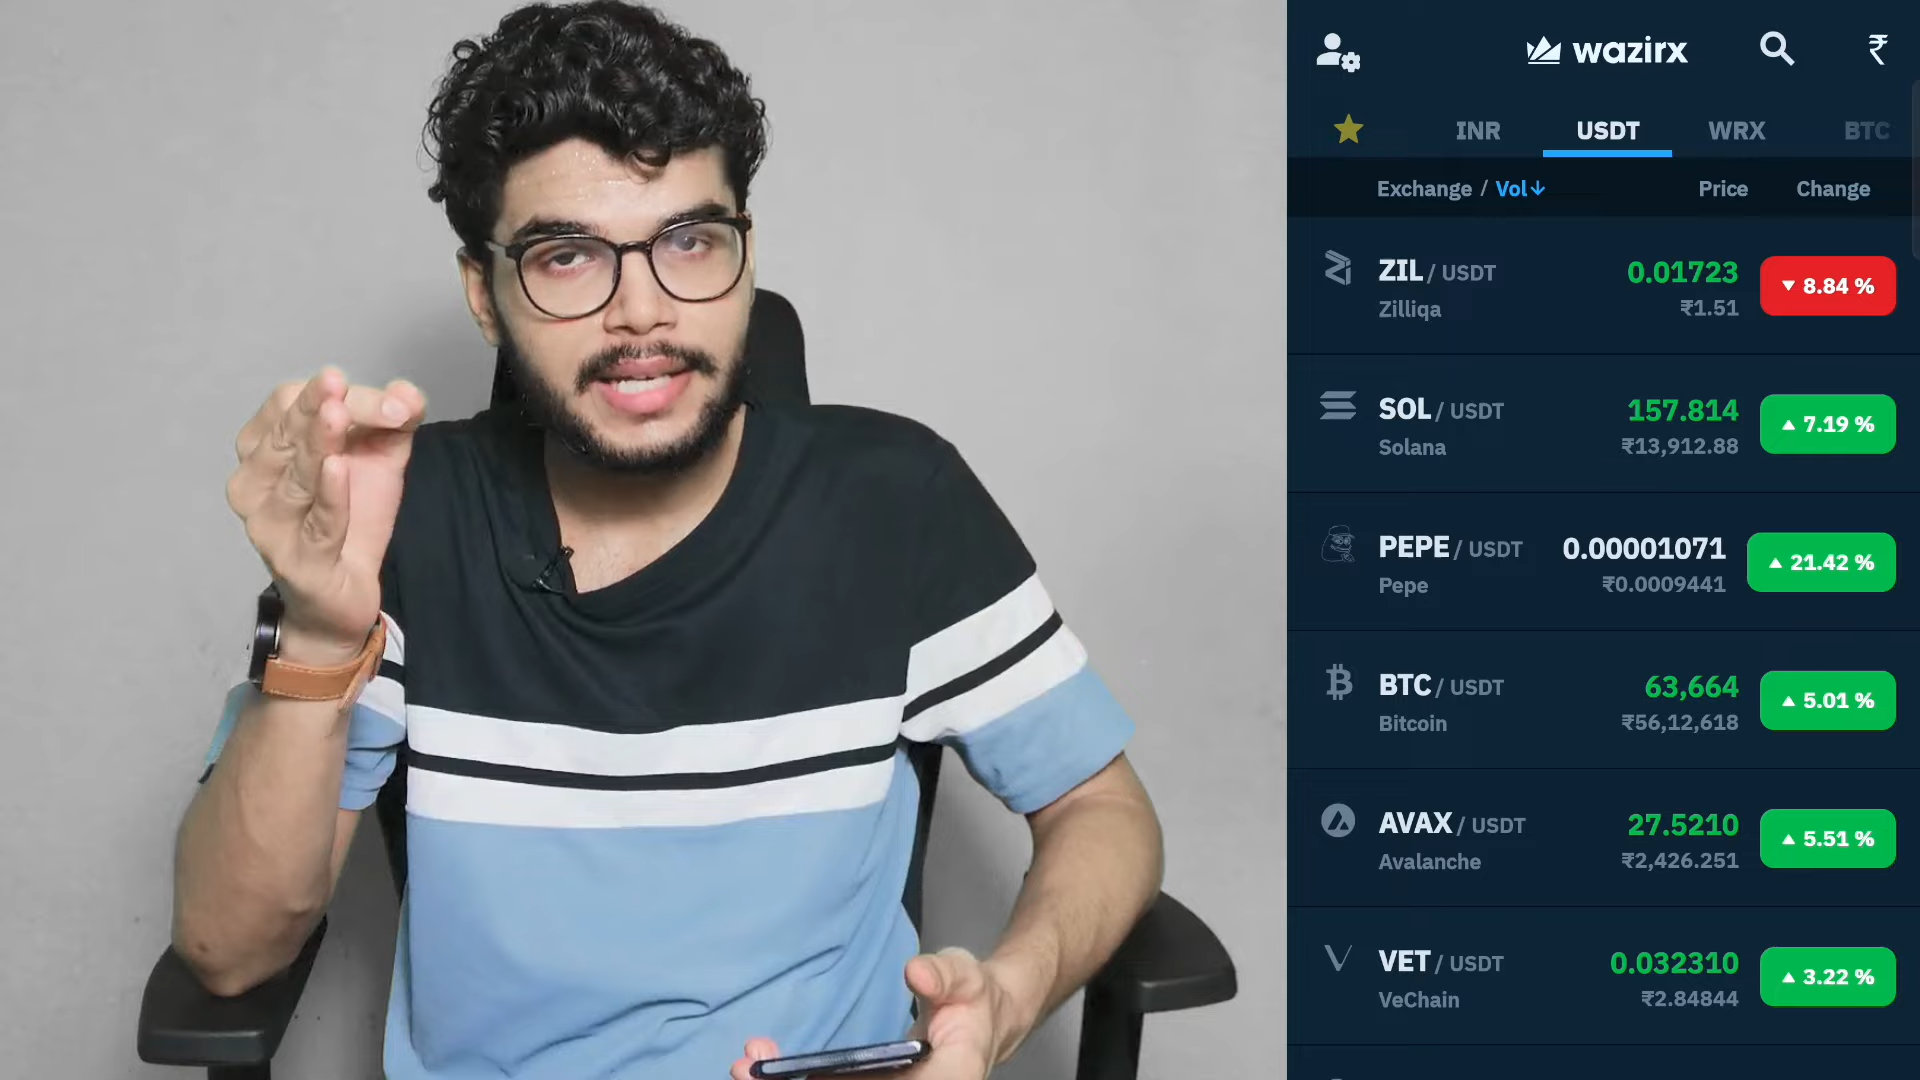 wazirx ₹
INR USDT WRX BTC
Exchange / Vol↓ Price Change
ZIL / USDT 0.01723 ▼ 8.84 %
Zilliqa ₹1.51
SOL / USDT 157.814 ▲ 7.19 %
Solana ₹13,912.88
PEPE / USDT 0.00001071 ▲ 21.42 %
Pepe ₹0.0009441
BTC / USDT 63,664 ▲ 5.01 %
Bitcoin ₹56,12,618
AVAX / USDT 27.5210 ▲ 5.51 %
Avalanche ₹2,426.251
VET / USDT 0.032310 ▲ 3.22 %
VeChain ₹2.84844